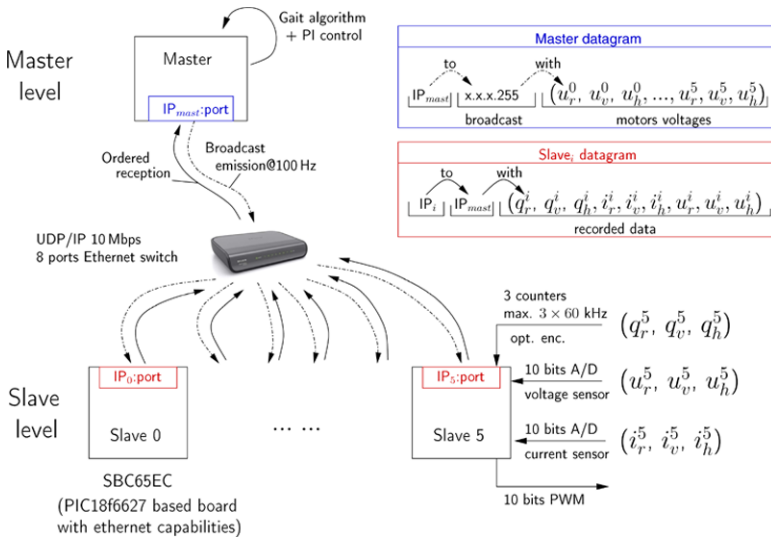 Gait algorithm
+ PI control
Master
level
Master
IP_mast:port
Ordered
reception
Broadcast
emission@100 Hz
UDP/IP 10 Mbps
8 ports Ethernet switch
Master datagram
to
with
IP_mast
x.x.x.255
(u_r^0, u_v^0, u_h^0, ..., u_r^5, u_v^5, u_h^5)
broadcast
motors voltages
Slave_i datagram
to
with
IP_i
IP_mast
(q_r^i, q_v^i, q_h^i, i_r^i, i_v^i, i_h^i, u_r^i, u_v^i, u_h^i)
recorded data
Slave
level
IP_0:port
Slave 0
SBC65EC
(PIC18f6627 based board
with ethernet capabilities)
... ...
IP_5:port
Slave 5
3 counters
max. 3 × 60 kHz
opt. enc.
(q_r^5, q_v^5, q_h^5)
10 bits A/D
voltage sensor
(u_r^5, u_v^5, u_h^5)
10 bits A/D
current sensor
(i_r^5, i_v^5, i_h^5)
10 bits PWM